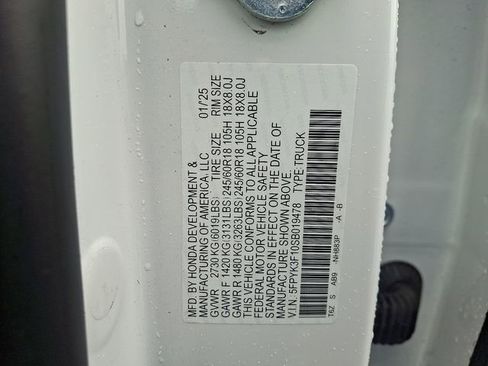 MFD. BY HONDA DEVELOPMENT &
MANUFACTURING OF AMERICA, LLC 01/'25
GVWR 2730 KG(6019LBS) TIRE SIZE RIM SIZE
GAWR F 1420 KG(3131LBS) 245/60R18 105H 18X8.0J
GAWR R 1480 KG(3263LBS) 245/60R18 105H 18X8.0J
THIS VEHICLE CONFORMS TO ALL APPLICABLE
FEDERAL MOTOR VEHICLE SAFETY
STANDARDS IN EFFECT ON THE DATE OF
MANUFACTURE SHOWN ABOVE.
V.I.N. 5FPYK3F10SB019478 TYPE:TRUCK
T6Z S AB9 NH883P -A -B